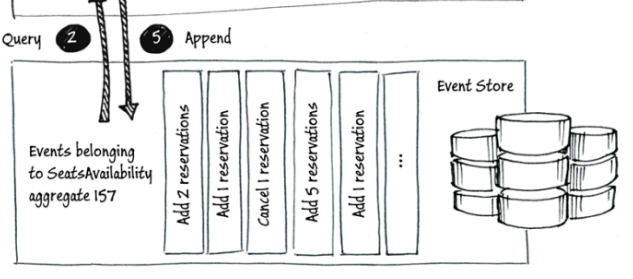 Query 2 5 Append
Event Store
Events belonging
to SeatsAvailability
aggregate 157
Add 2 reservations
Add 1 reservation
Cancel 1 reservation
Add 5 reservations
Add 1 reservation
...